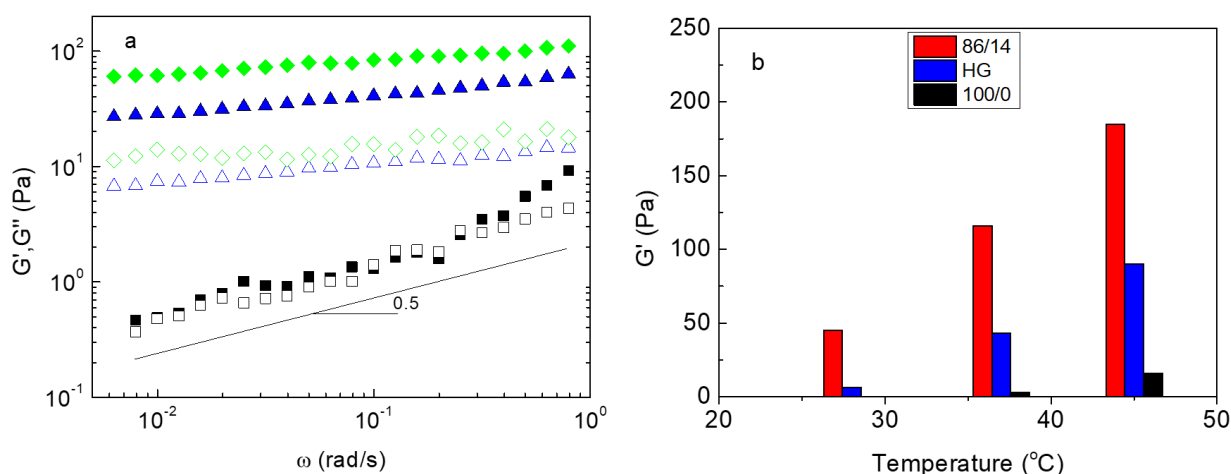 a
G',G'' (Pa)
10²
10¹
10⁰
10⁻¹
0.5
10⁻² 10⁻¹ 10⁰
ω (rad/s)
b
86/14
HG
100/0
G' (Pa)
250
200
150
100
50
0
20 30 40 50
Temperature (°C)